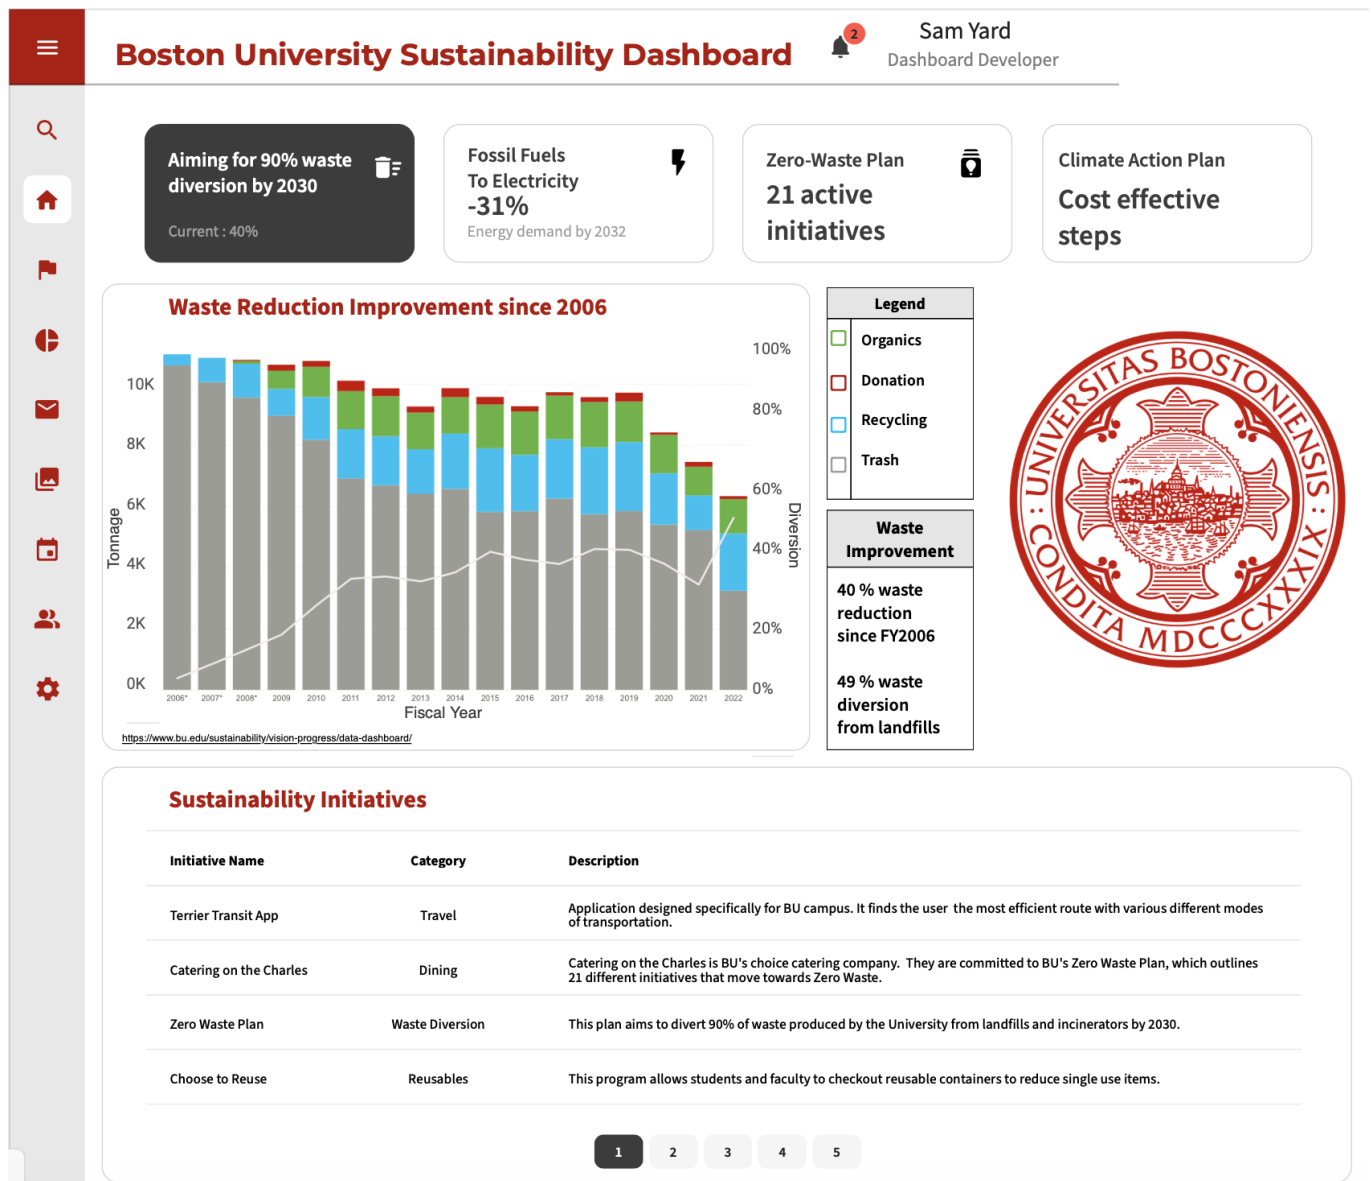 Boston University Sustainability Dashboard
2
Sam Yard
Dashboard Developer
Aiming for 90% waste
diversion by 2030
Current : 40%
Fossil Fuels
To Electricity
-31%
Energy demand by 2032
Zero-Waste Plan
21 active
initiatives
Climate Action Plan
Cost effective
steps
Waste Reduction Improvement since 2006
10K
8K
6K
4K
2K
0K
Tonnage
100%
80%
60%
40%
20%
0%
Diversion
2006* 2007* 2008* 2009 2010 2011 2012 2013 2014 2015 2016 2017 2018 2019 2020 2021 2022
Fiscal Year
https://www.bu.edu/sustainability/vision-progress/data-dashboard/
Legend
Organics
Donation
Recycling
Trash
Waste
Improvement
40 % waste
reduction
since FY2006
49 % waste
diversion
from landfills
: UNIVERSITAS BOSTONIENSIS :
CONDITA MDCCCXXXIX
Sustainability Initiatives
Initiative Name Category Description
Terrier Transit App Travel Application designed specifically for BU campus. It finds the user the most efficient route with various different modes
of transportation.
Catering on the Charles Dining Catering on the Charles is BU's choice catering company. They are committed to BU's Zero Waste Plan, which outlines
21 different initiatives that move towards Zero Waste.
Zero Waste Plan Waste Diversion This plan aims to divert 90% of waste produced by the University from landfills and incinerators by 2030.
Choose to Reuse Reusables This program allows students and faculty to checkout reusable containers to reduce single use items.
1 2 3 4 5